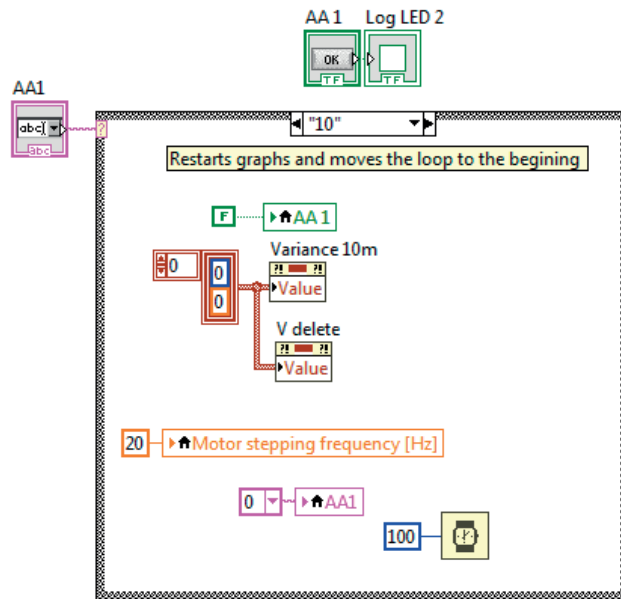 AA 1 Log LED 2
OK
TF TF
AA1
abc
abc
?
"10"
Restarts graphs and moves the loop to the begining
F AA 1
Variance 10m
0
0
0
?! ?!
Value
V delete
?! ?!
Value
20 Motor stepping frequency [Hz]
0 AA1
100